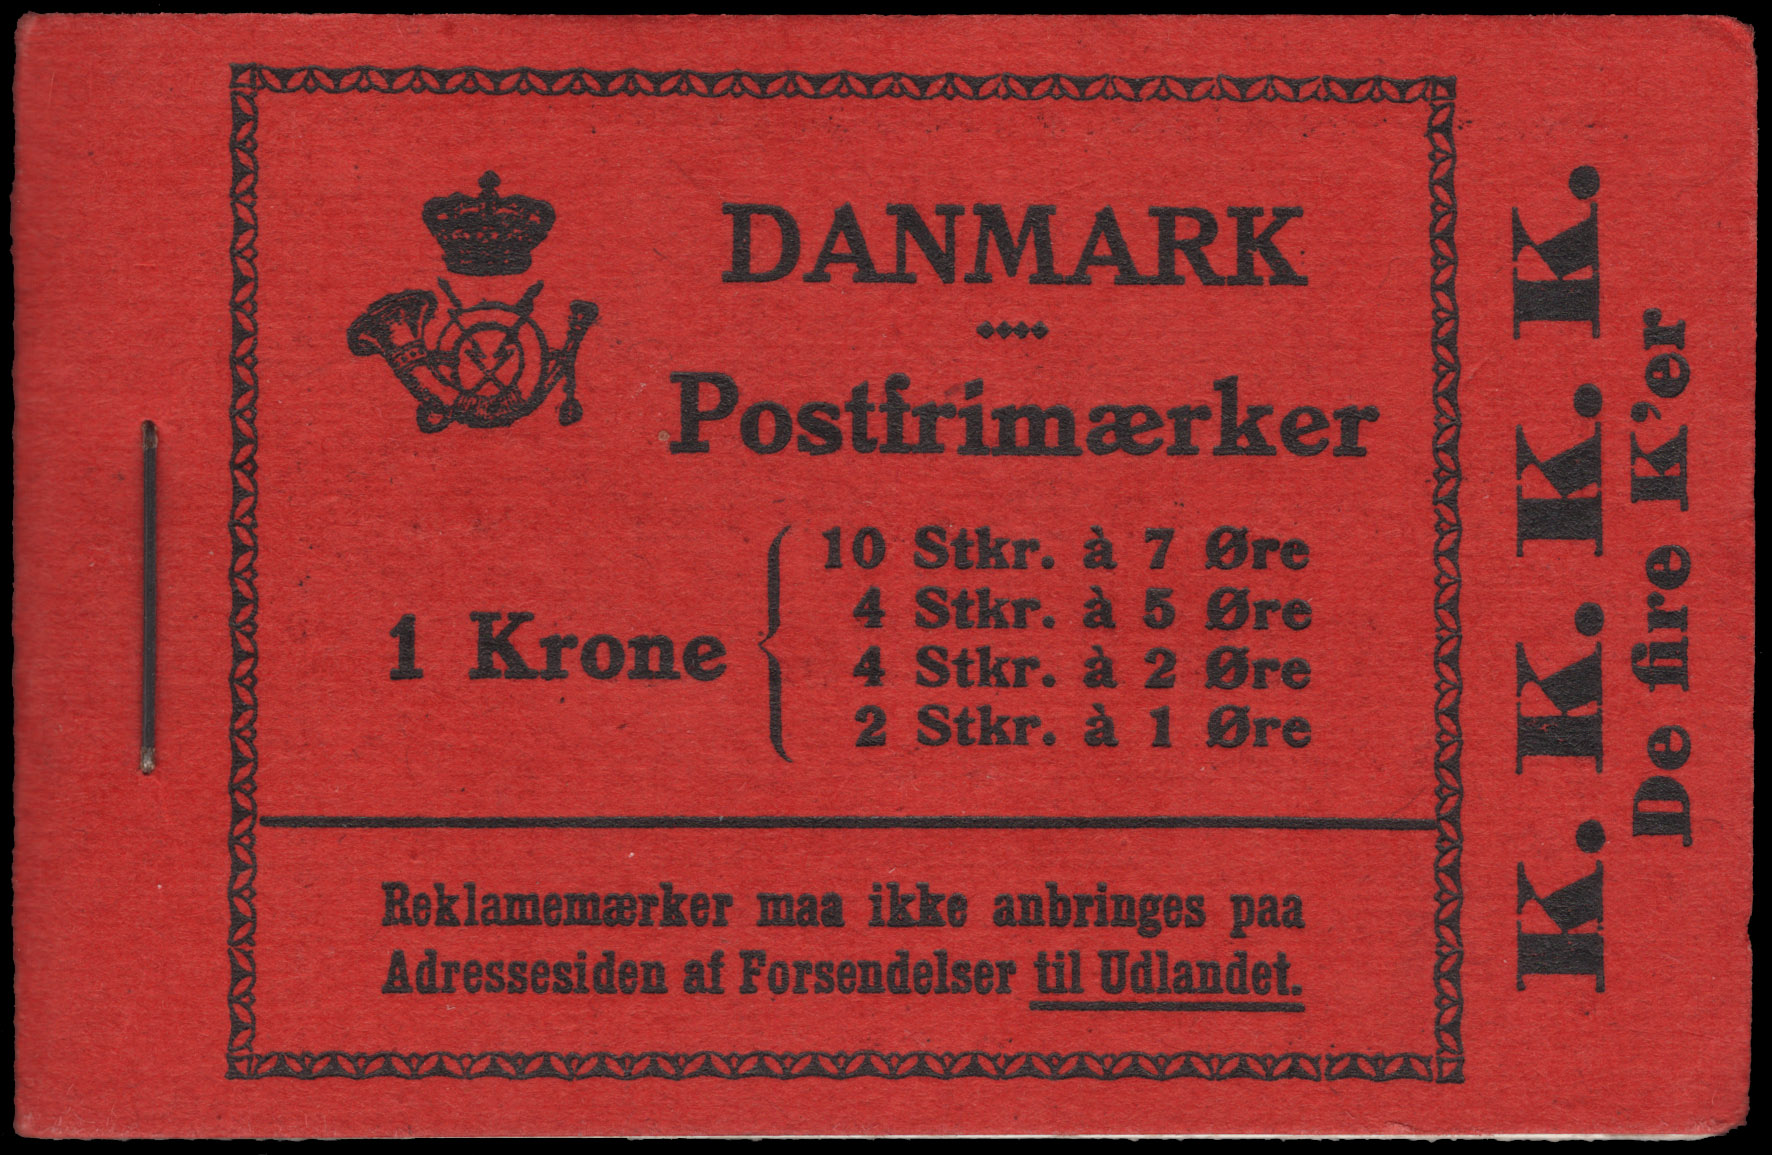 DANMARK
Postfrimærker
1 Krone
10 Stkr. à 7 Øre
4 Stkr. à 5 Øre
4 Stkr. à 2 Øre
2 Stkr. à 1 Øre
Reklamemærker maa ikke anbringes paa
Adressesiden af Forsendelser til Udlandet.
K. K. K. K.
De fire K'er